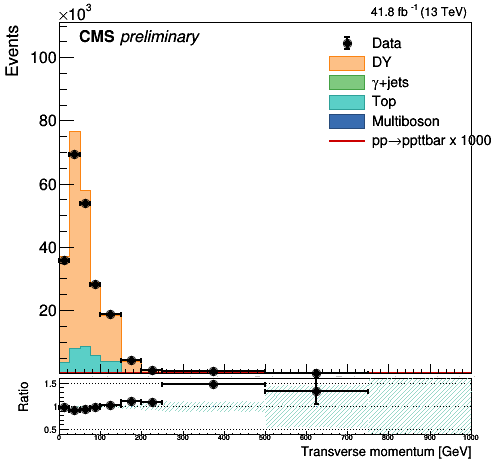 ×10³
41.8 fb⁻¹ (13 TeV)
CMS preliminary
Events
100
80
60
40
20
Data
DY
γ+jets
Top
Multiboson
pp→ppttbar x 1000
Ratio
1.5
1
0.5
0 100 200 300 400 500 600 700 800 900 1000
Transverse momentum [GeV]